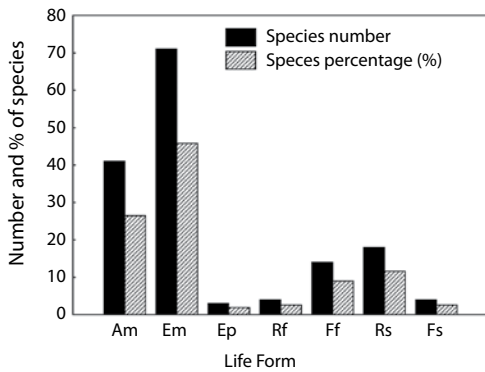 80
70
60
50
40
30
20
10
0
Number and % of species
Species number
Speces percentage (%)
Am Em Ep Rf Ff Rs Fs
Life Form